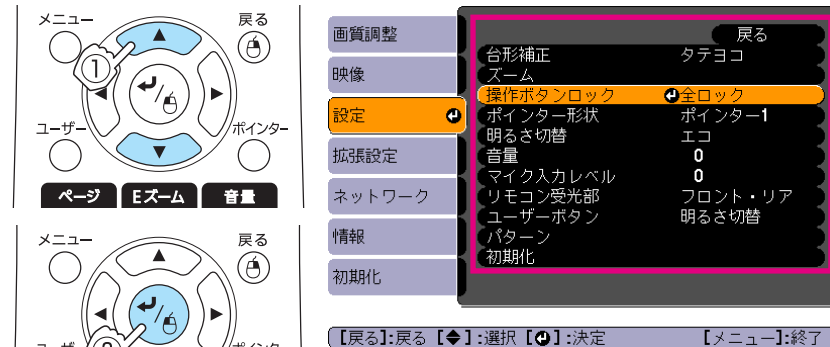 メニュー
戻る
①
ユーザー
ポインター
ページ
Eズーム
音量
メニュー
戻る
画質調整
映像
設定
拡張設定
ネットワーク
情報
初期化
戻る
台形補正 タテヨコ
ズーム
操作ボタンロック 全ロック
ポインター形状 ポインター1
明るさ切替 エコ
音量 0
マイク入力レベル 0
リモコン受光部 フロント・リア
ユーザーボタン 明るさ切替
パターン
初期化
[戻る]:戻る [◆]:選択 [⏎]:決定 [メニュー]:終了